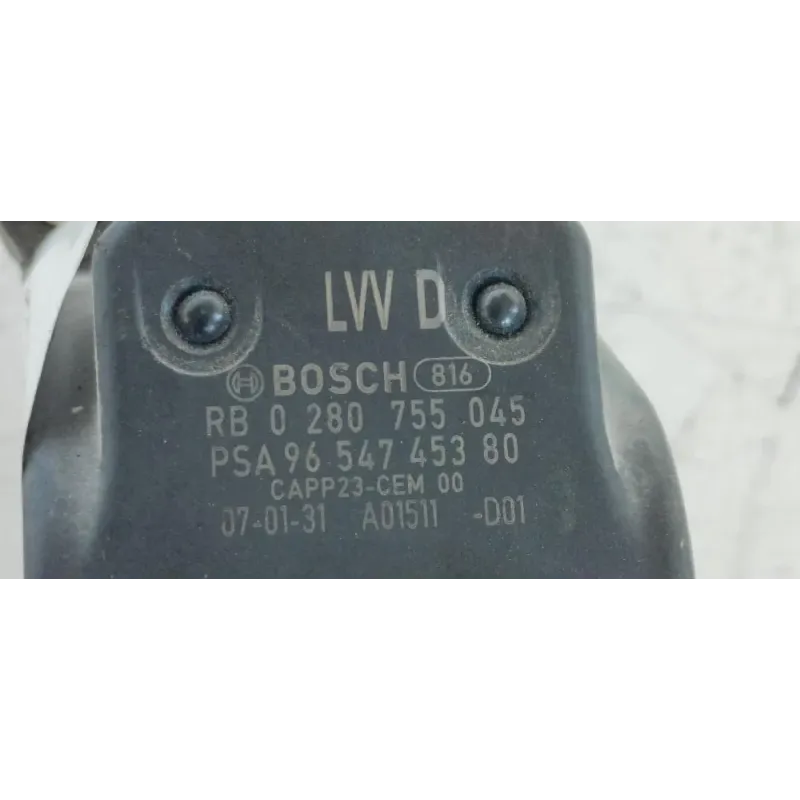 LVV D
BOSCH 816
RB 0 280 755 045
PSA 96 547 453 80
CAPP23-CEM 00
07-01-31 A01511 -D01